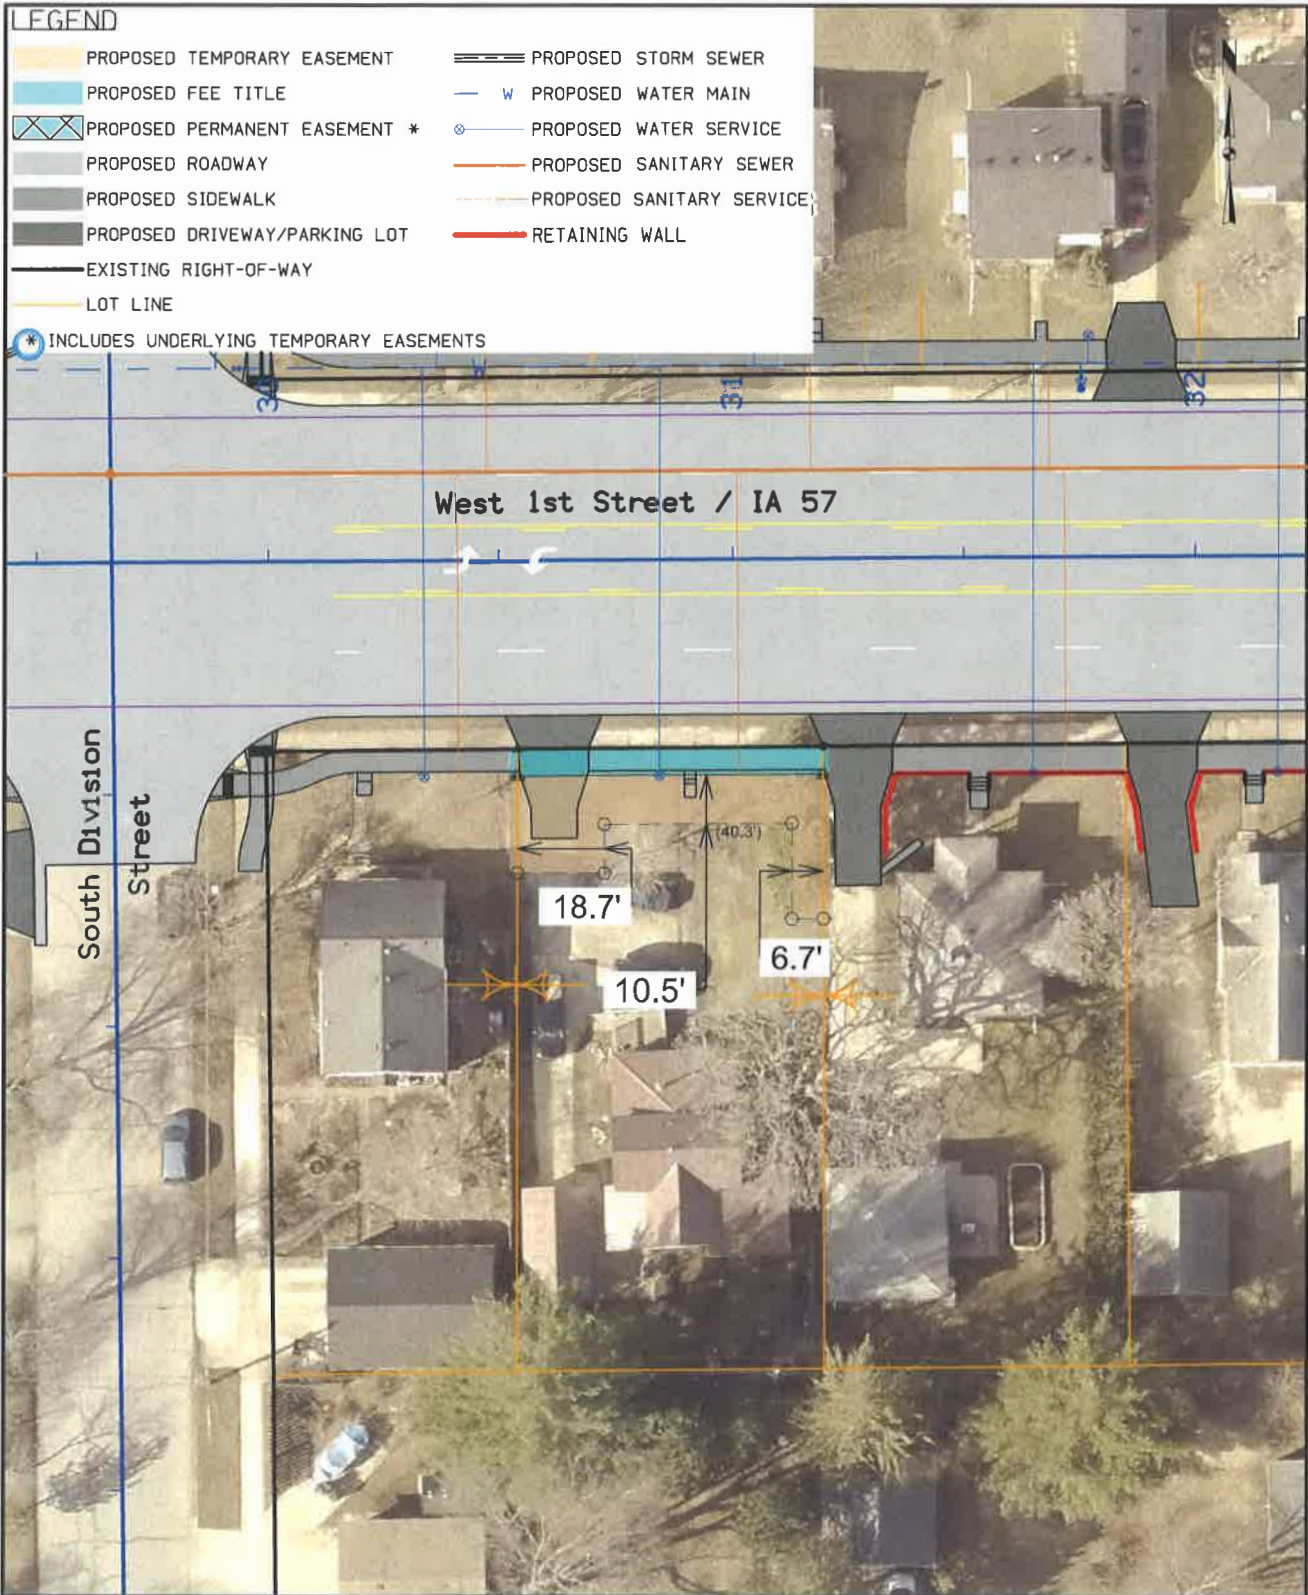 LEGEND
PROPOSED TEMPORARY EASEMENT
PROPOSED FEE TITLE
PROPOSED PERMANENT EASEMENT *
PROPOSED ROADWAY
PROPOSED SIDEWALK
PROPOSED DRIVEWAY/PARKING LOT
EXISTING RIGHT-OF-WAY
LOT LINE
* INCLUDES UNDERLYING TEMPORARY EASEMENTS
PROPOSED STORM SEWER
W PROPOSED WATER MAIN
PROPOSED WATER SERVICE
PROPOSED SANITARY SEWER
PROPOSED SANITARY SERVICE
RETAINING WALL
W
31
32
West 1st Street / IA 57
South Division
Street
(40.3')
18.7'
6.7'
10.5'